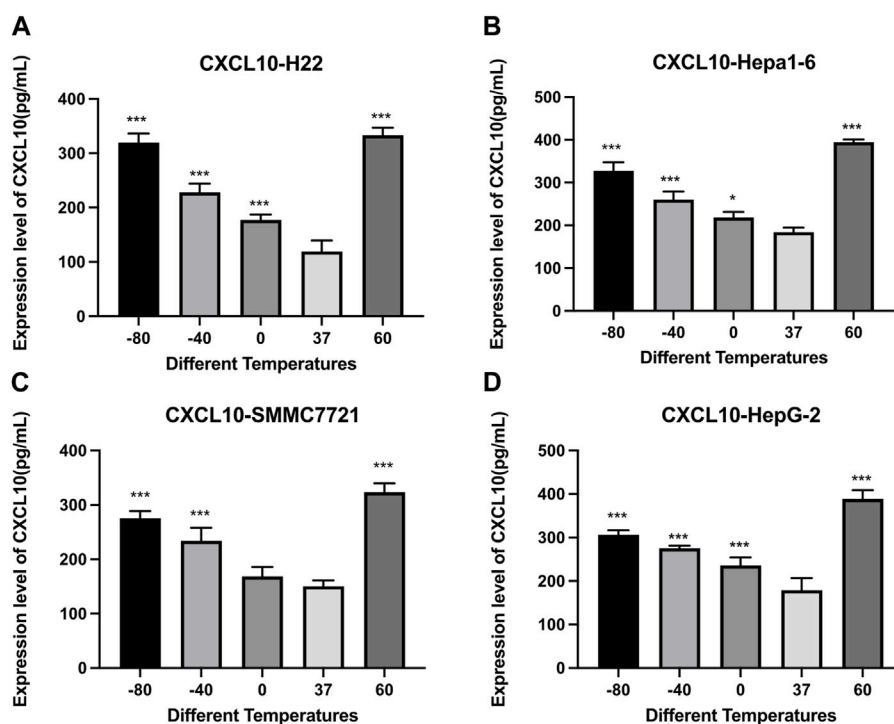 A
CXCL10-H22
Expression level of CXCL10(pg/mL)
400
300
200
100
0
***
***
***
***
-80 -40 0 37 60
Different Temperatures
B
CXCL10-Hepa1-6
Expression level of CXCL10(pg/mL)
500
400
300
200
100
0
***
***
*
***
-80 -40 0 37 60
Different Temperatures
C
CXCL10-SMMC7721
Expression level of CXCL10(pg/mL)
400
300
200
100
0
***
***
***
-80 -40 0 37 60
Different Temperatures
D
CXCL10-HepG-2
Expression level of CXCL10(pg/mL)
500
400
300
200
100
0
***
***
***
***
-80 -40 0 37 60
Different Temperatures